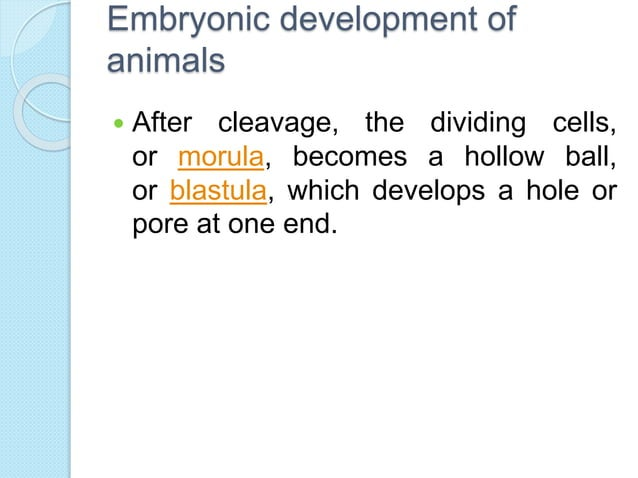 Embryonic development of
animals
After cleavage, the dividing cells,
or morula, becomes a hollow ball,
or blastula, which develops a hole or
pore at one end.